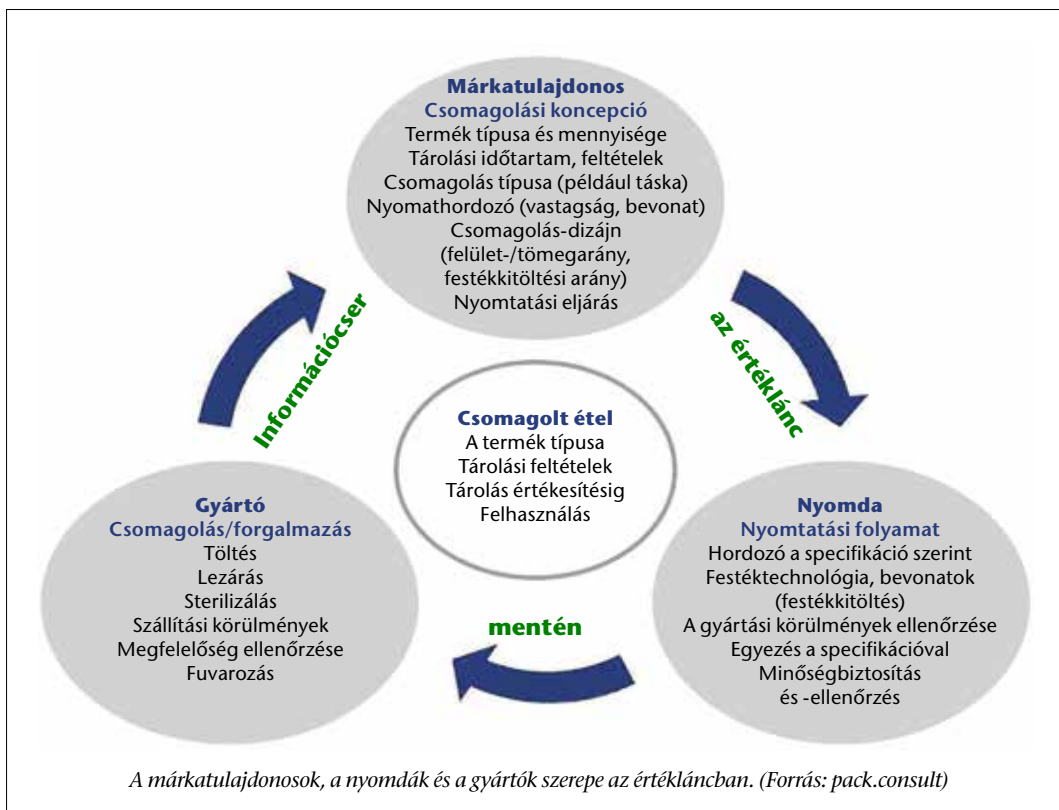 Márkatulajdonos
Csomagolási koncepció
Termék típusa és mennyisége
Tárolási időtartam, feltételek
Csomagolás típusa (például táska)
Nyomathordozó (vastagság, bevonat)
Csomagolás-dizájn
(felület-/tömegarány,
festékkitöltési arány)
Nyomtatási eljárás
Információcser
az értéklánc
mentén
Csomagolt étel
A termék típusa
Tárolási feltételek
Tárolás értékesítésig
Felhasználás
Gyártó
Csomagolás/forgalmazás
Töltés
Lezárás
Sterilizálás
Szállítási körülmények
Megfelelőség ellenőrzése
Fuvarozás
Nyomda
Nyomtatási folyamat
Hordozó a specifikáció szerint
Festéktechnológia, bevonatok
(festékkitöltés)
A gyártási körülmények ellenőrzése
Egyezés a specifikációval
Minőségbiztosítás
és -ellenőrzés
A márkatulajdonosok, a nyomdák és a gyártók szerepe az értékláncban. (Forrás: pack.consult)